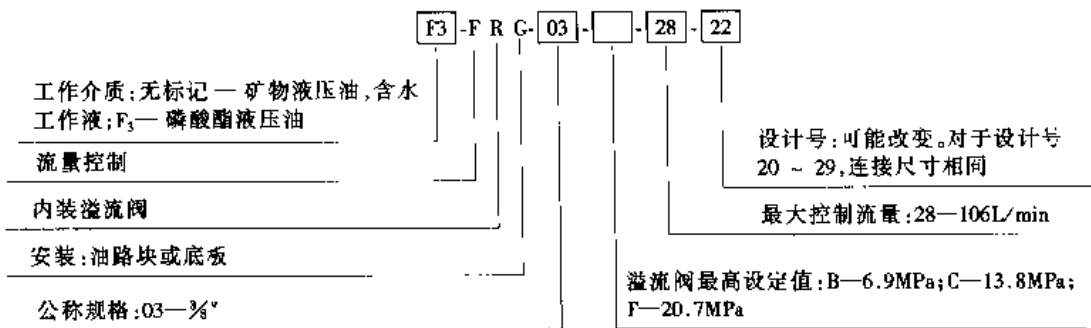 F3-FRG-03-□-28-22
工作介质:无标记 — 矿物液压油,含水
工作液;F₃— 磷酸酯液压油
流量控制
内装溢流阀
安装:油路块或底板
公称规格:03—⅜"
设计号:可能改变。对于设计号
20 ~ 29,连接尺寸相同
最大控制流量:28—106L/min
溢流阀最高设定值:B—6.9MPa;C—13.8MPa;
F—20.7MPa